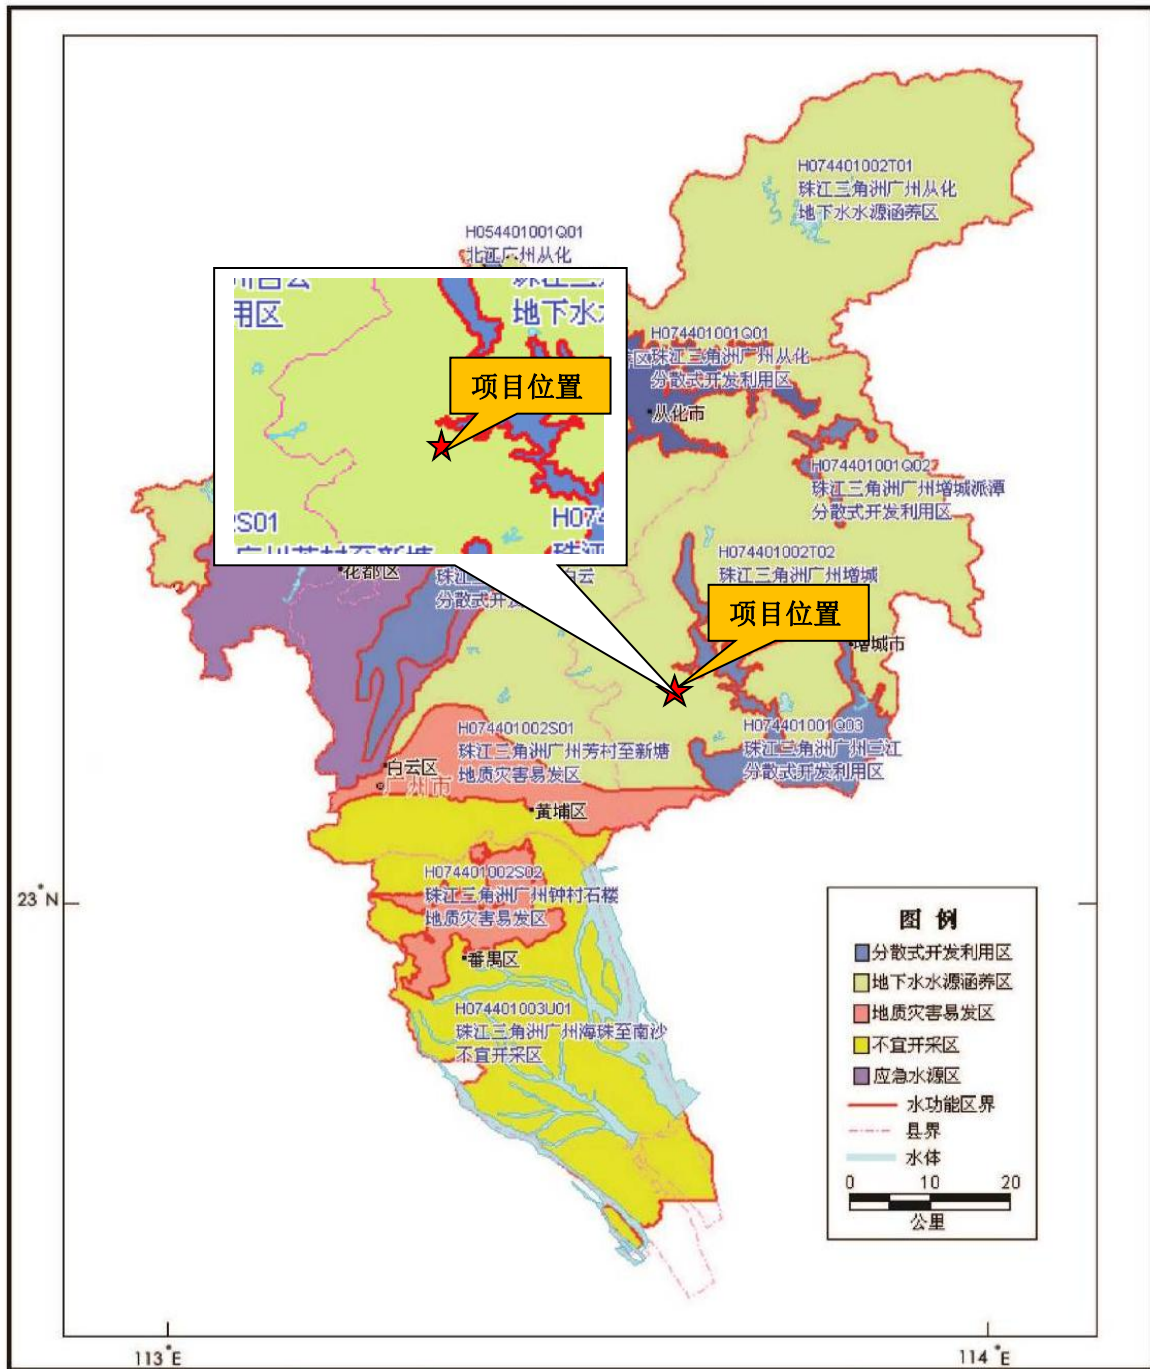 H074401002T01
珠江三角洲广州从化
地下水水源涵养区
H054401001Q01
北江广州从化
用区
地下水
项目位置
S01
H07
H074401001Q01
区珠江三角洲广州从化
分散式开发利用区
从化市
H074401001Q02
珠江三角洲广州增城派潭
分散式开发利用区
H074401002T02
珠江三角洲广州增城
项目位置
增城市
花都区
珠江
白云
分散式开
H074401001Q03
珠江三角洲广州三江
分散式开发利用区
H074401002S01
珠江三角洲广州芳村至新塘
地质灾害易发区
白云区
广州市
黄埔区
H074401002S02
珠江三角洲广州钟村石楼
地质灾害易发区
番禺区
H074401003U01
珠江三角洲广州海珠至南沙
不宜开采区
23°N
图 例
分散式开发利用区
地下水水源涵养区
地质灾害易发区
不宜开采区
应急水源区
水功能区界
县界
水体
0 10 20
公里
113°E
114°E